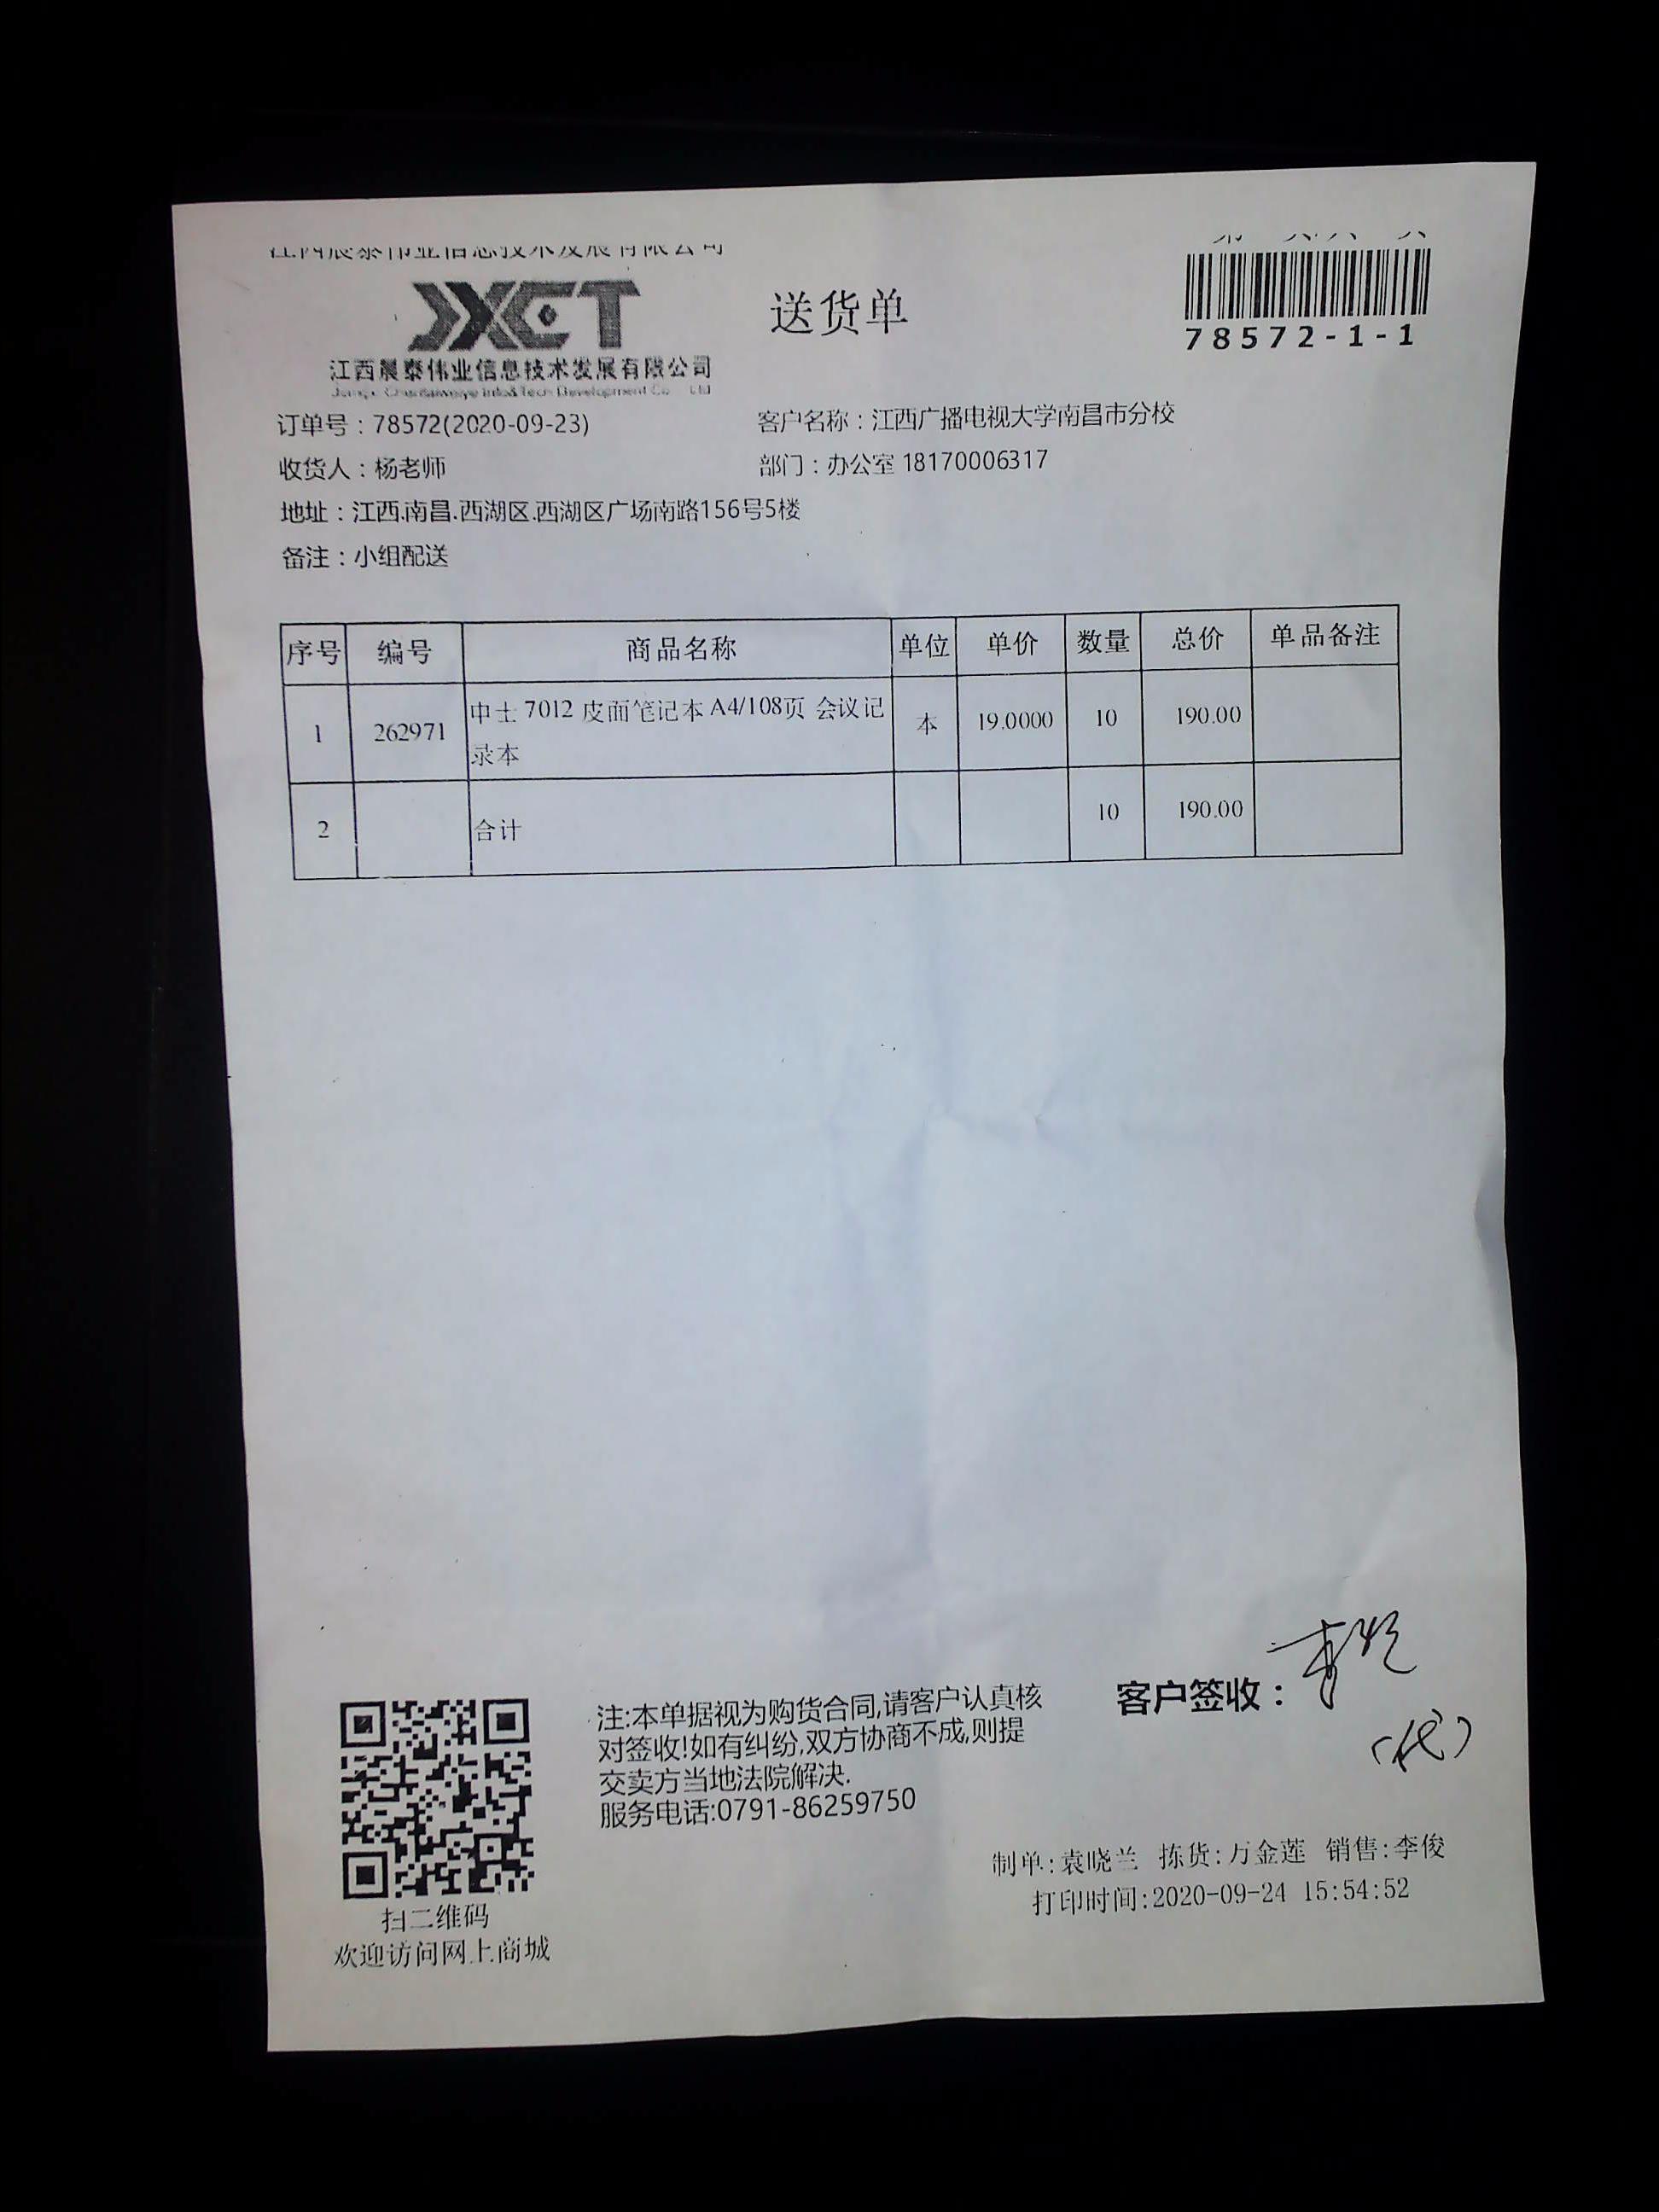 江西晨泰伟业信息技术发展有限公司
JXCT
送货单
78572-1-1
江西晨泰伟业信息技术发展有限公司
订单号：78572(2020-09-23)
客户名称：江西广播电视大学南昌市分校
收货人：杨老师
部门：办公室 18170006317
地址：江西.南昌.西湖区.西湖区广场南路156号5楼
备注：小组配送
序号 编号 商品名称 单位 单价 数量 总价 单品备注
1 262971 申士 7012 皮面笔记本 A4/108页 会议记 本 19.0000 10 190.00
录本
2 合计 10 190.00
注:本单据视为购货合同,请客户认真核
对签收!如有纠纷,双方协商不成,则提
交卖方当地法院解决.
服务电话:0791-86259750
客户签收：
（代）
制单:袁晓兰 拣货:万金莲 销售:李俊
打印时间:2020-09-24 15:54:52
扫二维码
欢迎访问网上商城